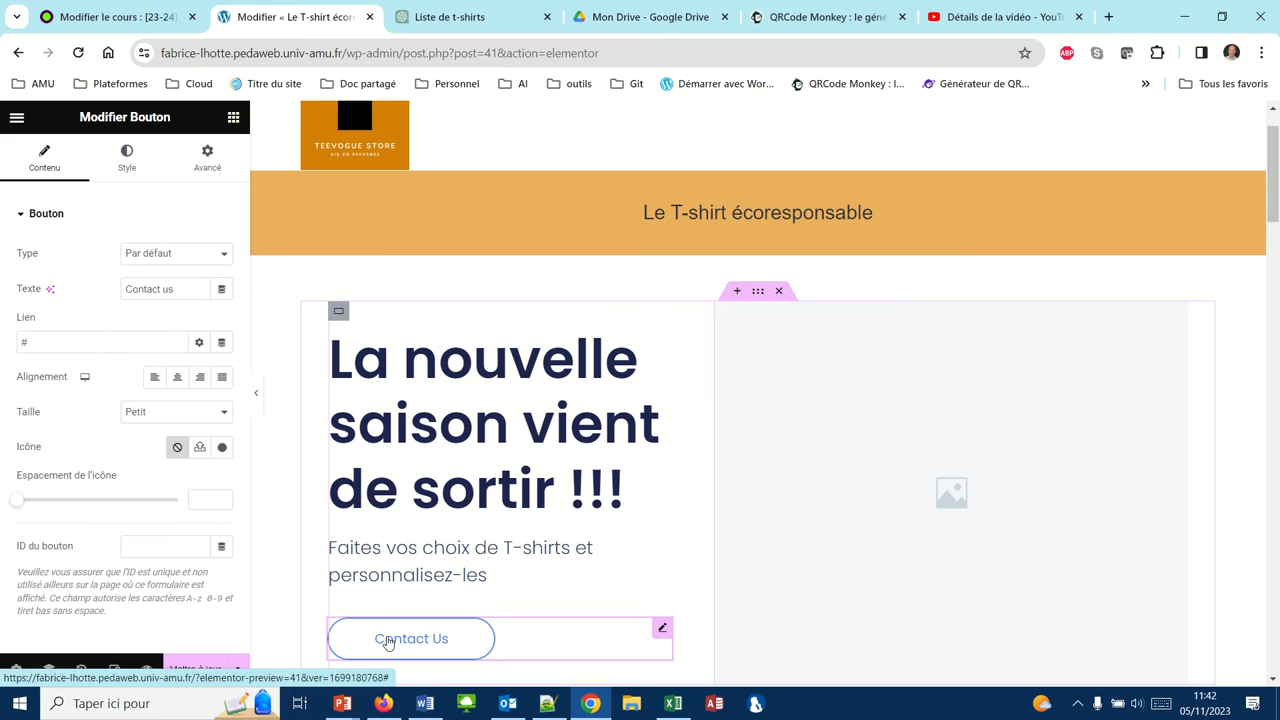 Modifier le cours : [23-24]
Modifier « Le T-shirt écor
Liste de t-shirts
Mon Drive - Google Drive
QRCode Monkey : le géné
Détails de la vidéo - YouT
fabrice-lhotte.pedaweb.univ-amu.fr/wp-admin/post.php?post=41&action=elementor
AMU
Plateformes
Cloud
Titre du site
Doc partagé
Personnel
AI
outils
Git
Démarrer avec Wor...
QRCode Monkey : l...
Générateur de QR...
»
Tous les favoris
Modifier Bouton
Contenu
Style
Avancé
Bouton
Type
Par défaut
Texte
Contact us
Lien
#
Alignement
Taille
Petit
Icône
Espacement de l'icône
ID du bouton
Veuillez vous assurer que l'ID est unique et non
utilisé ailleurs sur la page où ce formulaire est
affiché. Ce champ autorise les caractères A-z 0-9 et
tiret bas sans espace.
Mettre à jour
TEEVOGUE STORE
AIX-EN PROVENCE
Le T-shirt écoresponsable
La nouvelle
saison vient
de sortir !!!
Faites vos choix de T-shirts et
personnalisez-les
Contact Us
https://fabrice-lhotte.pedaweb.univ-amu.fr/?elementor-preview=41&ver=1699180768#
Taper ici pour
11:42
05/11/2023